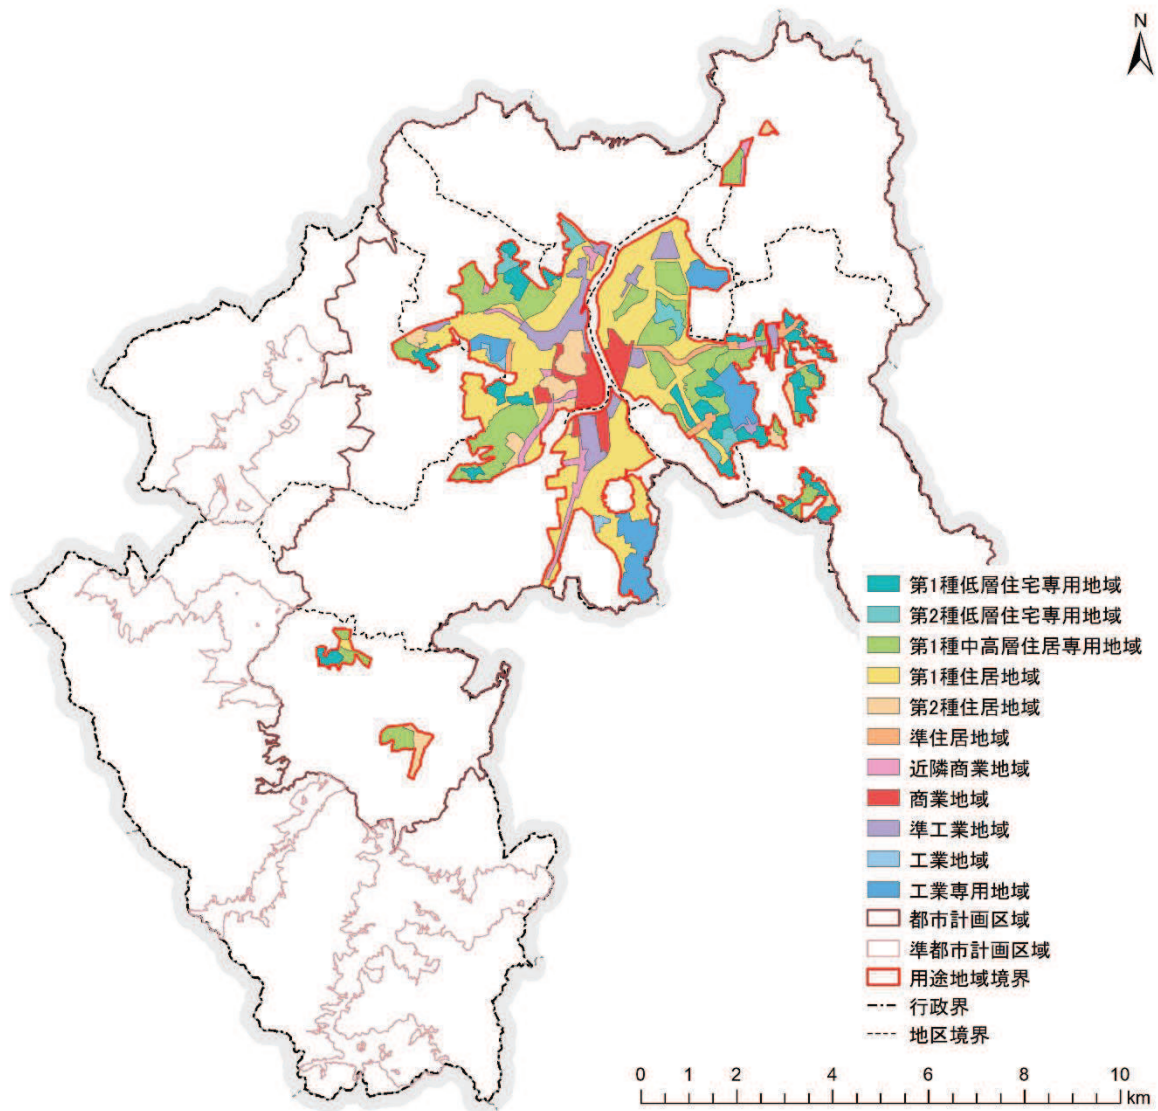 N
第1種低層住宅専用地域
第2種低層住宅専用地域
第1種中高層住居専用地域
第1種住居地域
第2種住居地域
準住居地域
近隣商業地域
商業地域
準工業地域
工業地域
工業専用地域
都市計画区域
準都市計画区域
用途地域境界
行政界
地区境界
0 1 2 4 6 8 10
km